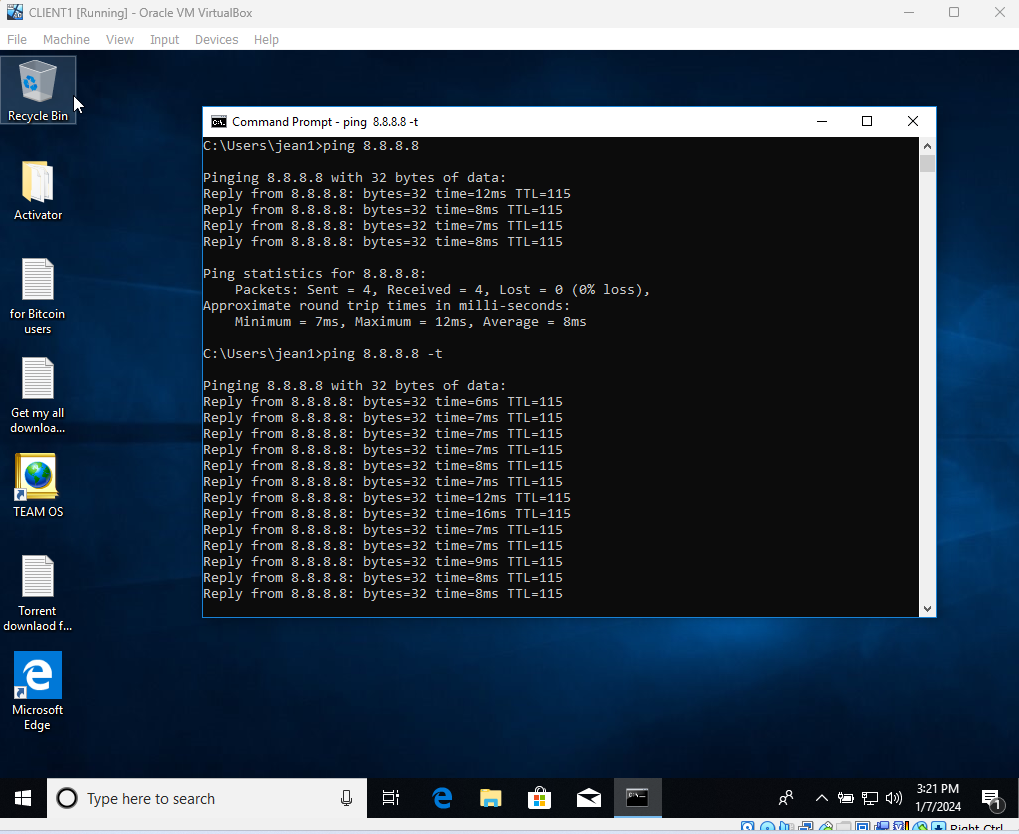 CLIENT1 [Running] - Oracle VM VirtualBox
File Machine View Input Devices Help
Recycle Bin
Activator
for Bitcoin
users
Get my all
downloa...
TEAM OS
Torrent
downlaod f...
Microsoft
Edge
Command Prompt - ping  8.8.8.8 -t
C:\Users\jean1>ping 8.8.8.8
Pinging 8.8.8.8 with 32 bytes of data:
Reply from 8.8.8.8: bytes=32 time=12ms TTL=115
Reply from 8.8.8.8: bytes=32 time=8ms TTL=115
Reply from 8.8.8.8: bytes=32 time=7ms TTL=115
Reply from 8.8.8.8: bytes=32 time=8ms TTL=115
Ping statistics for 8.8.8.8:
    Packets: Sent = 4, Received = 4, Lost = 0 (0% loss),
Approximate round trip times in milli-seconds:
    Minimum = 7ms, Maximum = 12ms, Average = 8ms
C:\Users\jean1>ping 8.8.8.8 -t
Pinging 8.8.8.8 with 32 bytes of data:
Reply from 8.8.8.8: bytes=32 time=6ms TTL=115
Reply from 8.8.8.8: bytes=32 time=7ms TTL=115
Reply from 8.8.8.8: bytes=32 time=7ms TTL=115
Reply from 8.8.8.8: bytes=32 time=7ms TTL=115
Reply from 8.8.8.8: bytes=32 time=8ms TTL=115
Reply from 8.8.8.8: bytes=32 time=7ms TTL=115
Reply from 8.8.8.8: bytes=32 time=12ms TTL=115
Reply from 8.8.8.8: bytes=32 time=16ms TTL=115
Reply from 8.8.8.8: bytes=32 time=7ms TTL=115
Reply from 8.8.8.8: bytes=32 time=7ms TTL=115
Reply from 8.8.8.8: bytes=32 time=9ms TTL=115
Reply from 8.8.8.8: bytes=32 time=8ms TTL=115
Reply from 8.8.8.8: bytes=32 time=8ms TTL=115
Type here to search
3:21 PM
1/7/2024
1
Right Ctrl